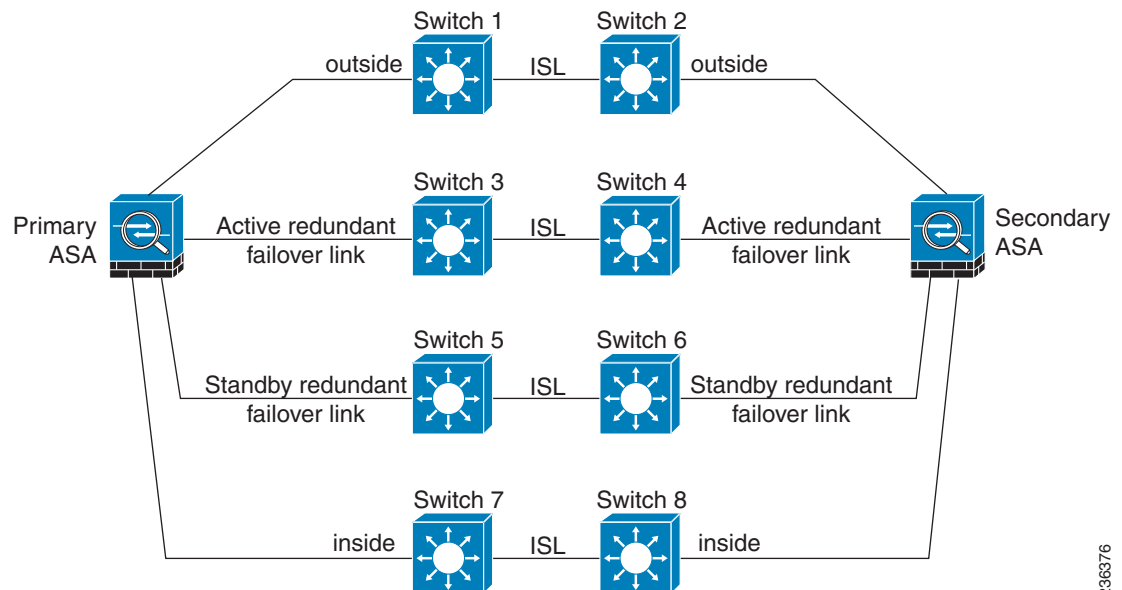 Switch 1
Switch 2
outside
ISL
outside
Switch 3
Switch 4
Primary
ASA
Active redundant
failover link
ISL
Active redundant
failover link
Secondary
ASA
Switch 5
Switch 6
Standby redundant
failover link
ISL
Standby redundant
failover link
Switch 7
Switch 8
inside
ISL
inside
236376